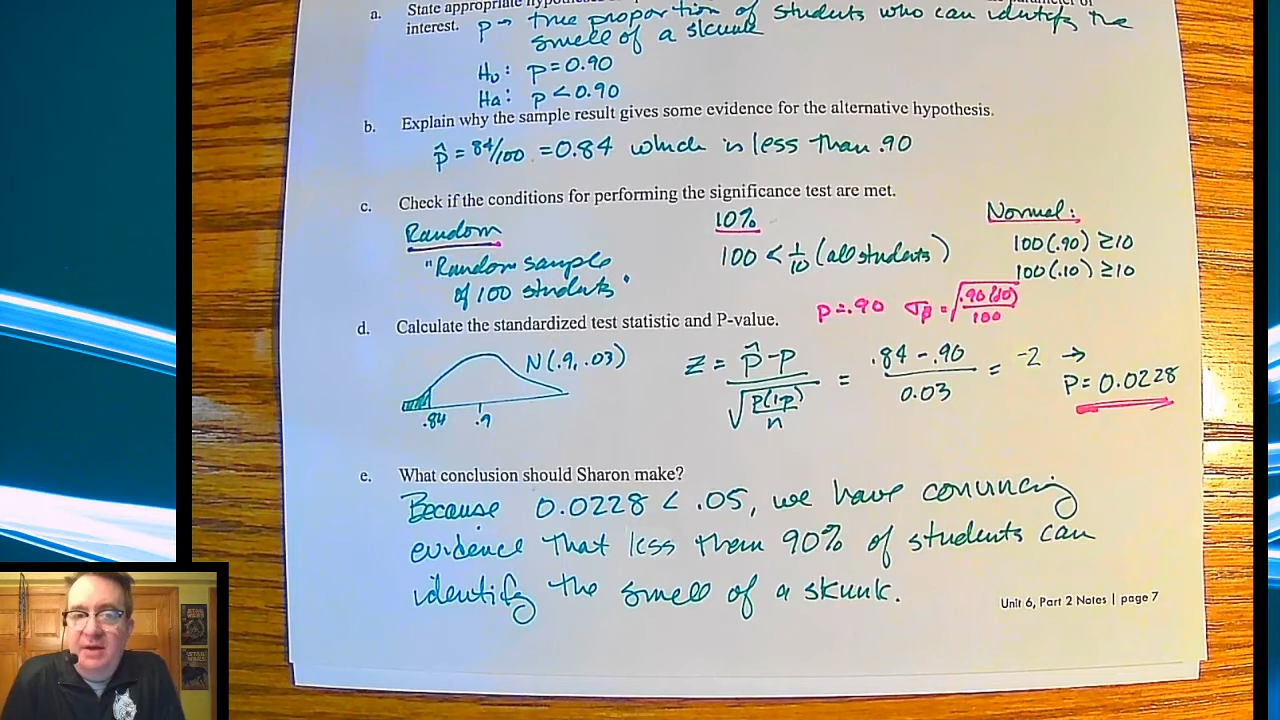 a. State appropriate
interest. p → true proportion of students who can identify the
smell of a skunk
H₀: p=0.90
Ha: p<0.90
b. Explain why the sample result gives some evidence for the alternative hypothesis.
p̂ = 84/100 = 0.84 which is less than .90
c. Check if the conditions for performing the significance test are met.
Random 10% Normal:
"Random sample of 100 students" 100 < 1/10 (all students) 100(.90) ≥10
100(.10) ≥10
p=.90 σp̂ = √(.90(.10)/100)
d. Calculate the standardized test statistic and P-value.
N(.9, .03) z = (p̂-p)/√(p(1-p)/n) = (.84-.90)/0.03 = -2 →
P=0.0228
.84 .9
e. What conclusion should Sharon make?
Because 0.0228 < .05, we have convincing
evidence that less than 90% of students can
identify the smell of a skunk.
Unit 6, Part 2 Notes | page 7
STAR WARS
STAR WARS